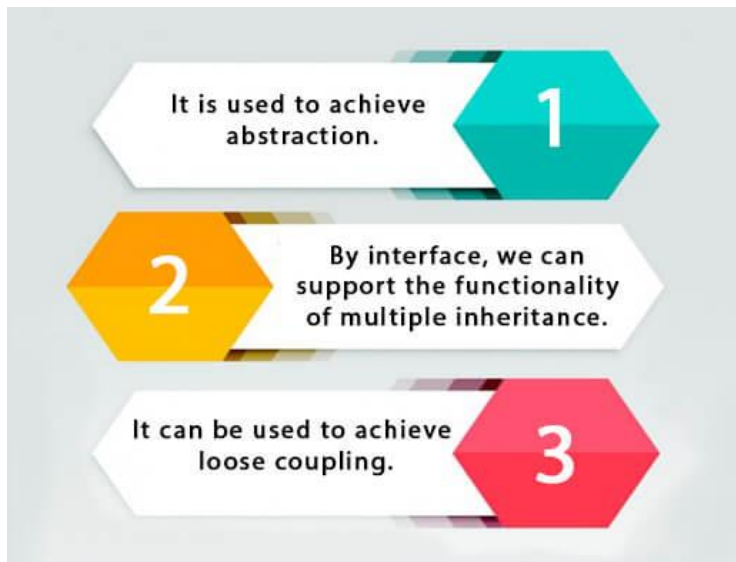 It is used to achieve
abstraction.
1
2
By interface, we can
support the functionality
of multiple inheritance.
It can be used to achieve
loose coupling.
3